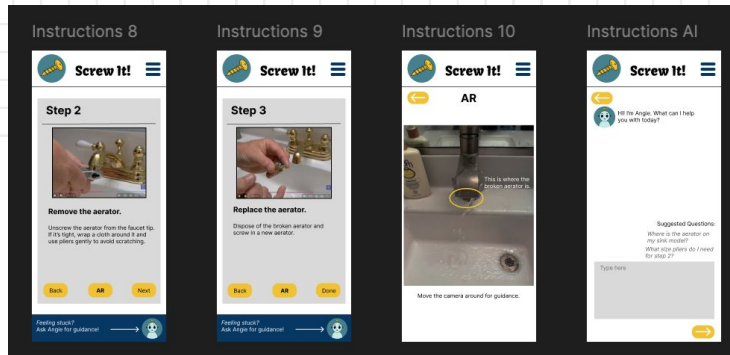 Instructions 8
Screw It!
Step 2
Remove the aerator.
Unscrew the aerator from the faucet tip.
If it's tight, wrap a cloth around it and
use pliers gently to avoid scratching.
Back
AR
Next
Feeling stuck?
Ask Angie for guidance!
Instructions 9
Screw It!
Step 3
Replace the aerator.
Dispose of the broken aerator and
screw in a new aerator.
Back
AR
Done
Feeling stuck?
Ask Angie for guidance!
Instructions 10
Screw It!
AR
This is where the
broken aerator is.
Move the camera around for guidance.
Instructions AI
Screw It!
Hi! I'm Angie. What can I help
you with today?
Suggested Questions:
Where is the aerator on
my sink model?
What size pliers do I need
for step 2?
Type here